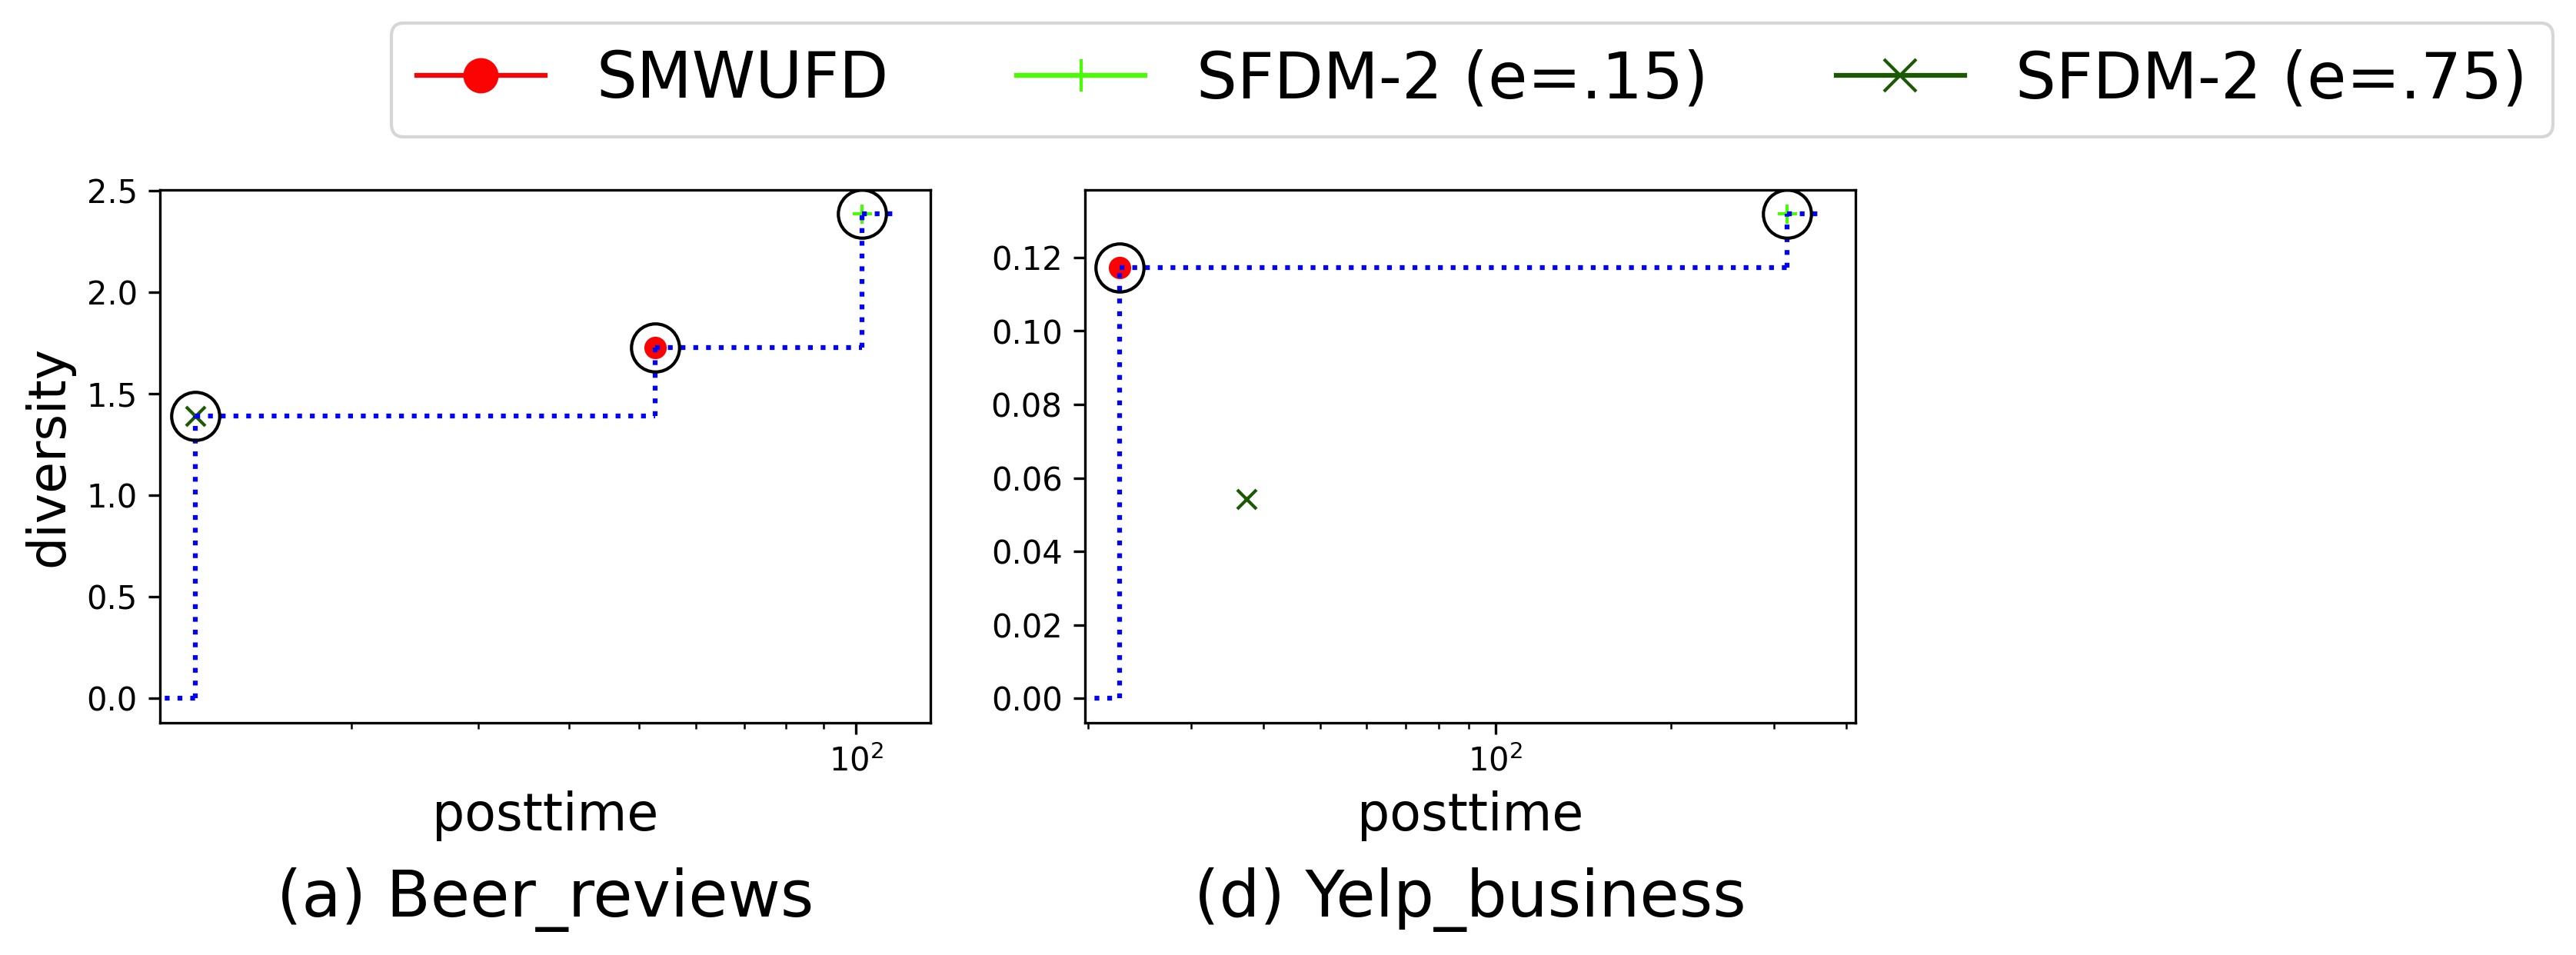 SMWUFD SFDM-2 (e=.15) SFDM-2 (e=.75)
diversity
2.5
2.0
1.5
1.0
0.5
0.0
10²
posttime
(a) Beer_reviews
0.12
0.10
0.08
0.06
0.04
0.02
0.00
10²
posttime
(d) Yelp_business